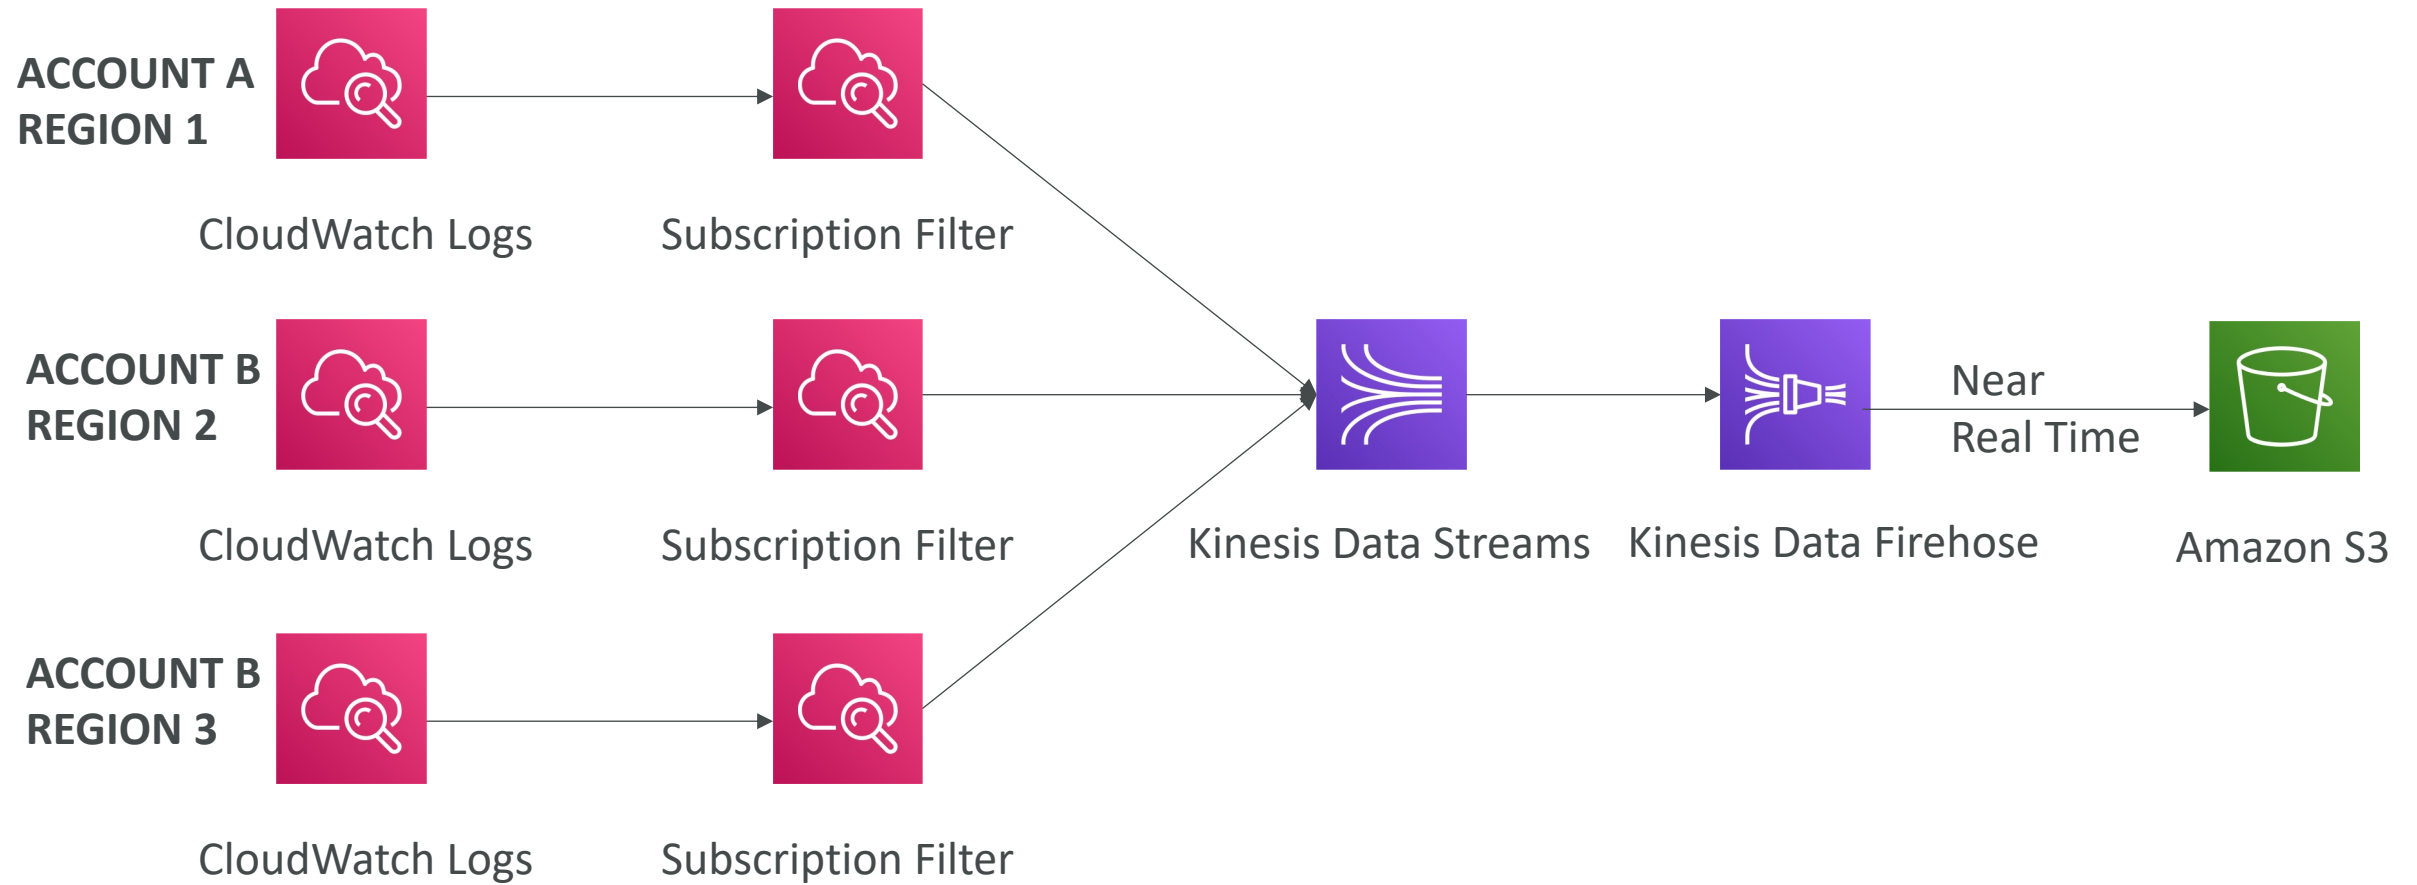 ACCOUNT A
REGION 1
CloudWatch Logs
Subscription Filter
ACCOUNT B
REGION 2
Near
Real Time
CloudWatch Logs
Subscription Filter
Kinesis Data Streams
Kinesis Data Firehose
Amazon S3
ACCOUNT B
REGION 3
CloudWatch Logs
Subscription Filter